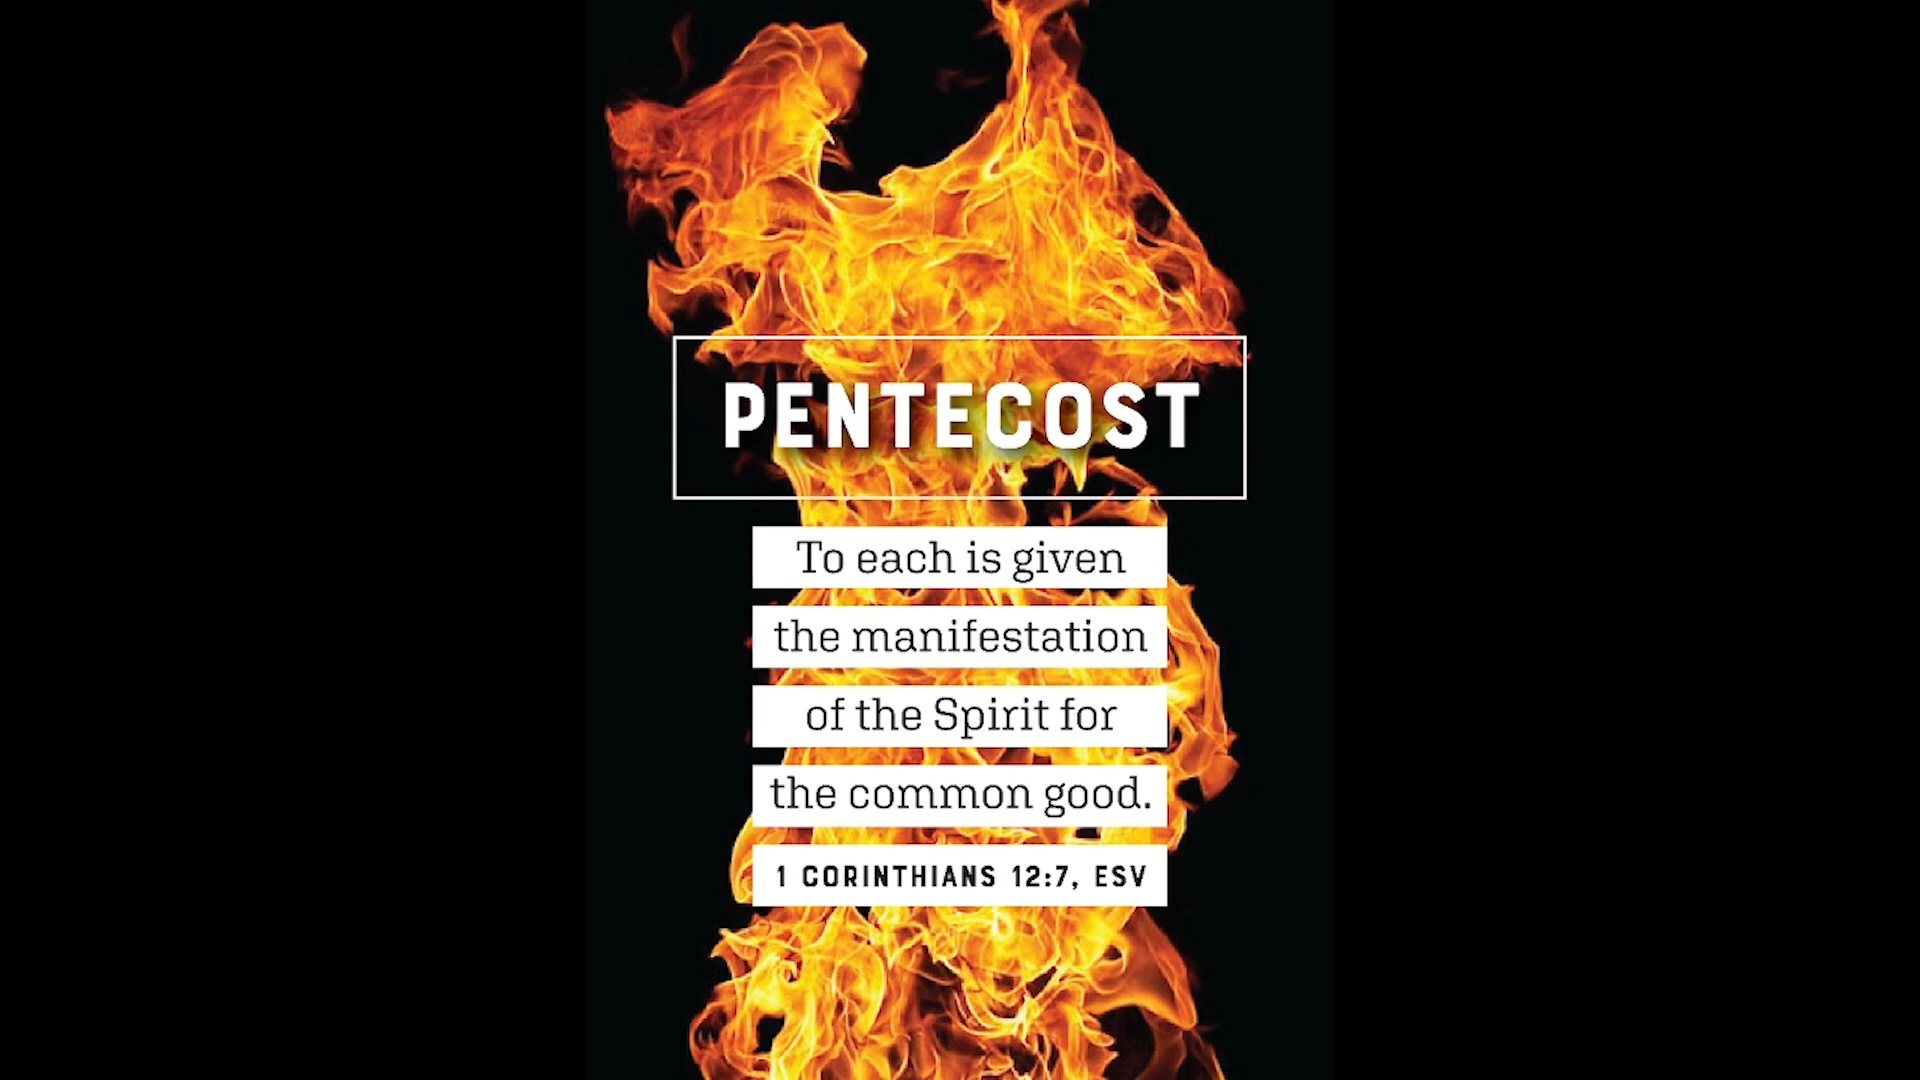 PENTECOST
To each is given
the manifestation
of the Spirit for
the common good.
1 CORINTHIANS 12:7, ESV